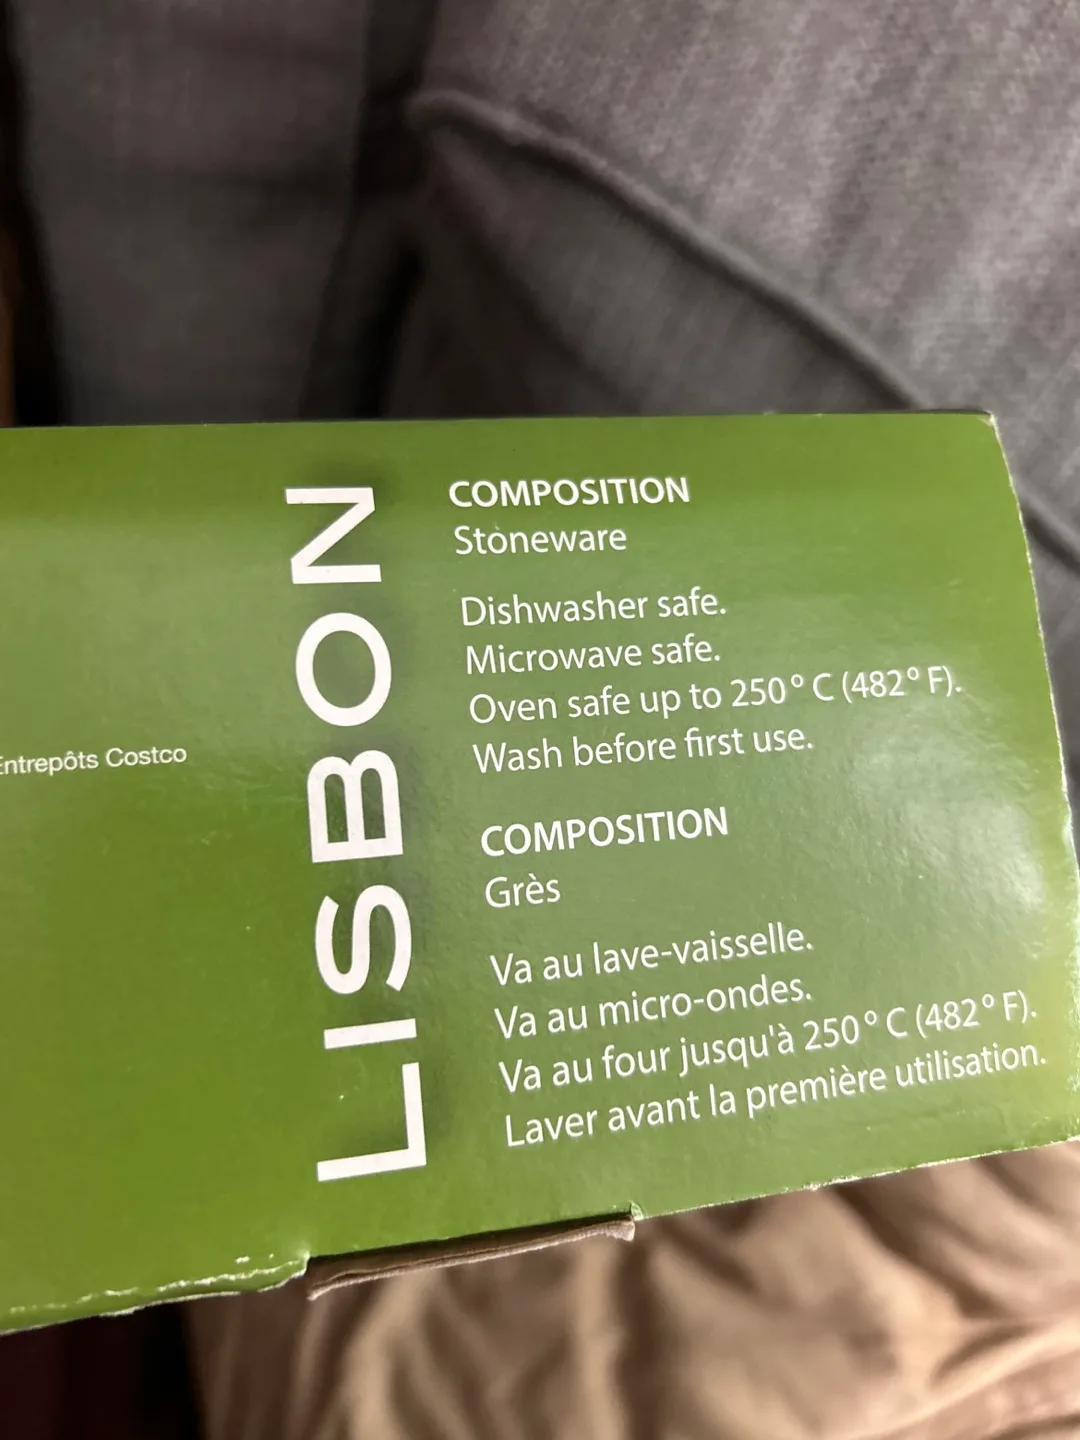 Entrepôts Costco
LISBON
COMPOSITION
Stoneware
Dishwasher safe.
Microwave safe.
Oven safe up to 250° C (482° F).
Wash before first use.
COMPOSITION
Grès
Va au lave-vaisselle.
Va au micro-ondes.
Va au four jusqu'à 250° C (482° F).
Laver avant la première utilisation.